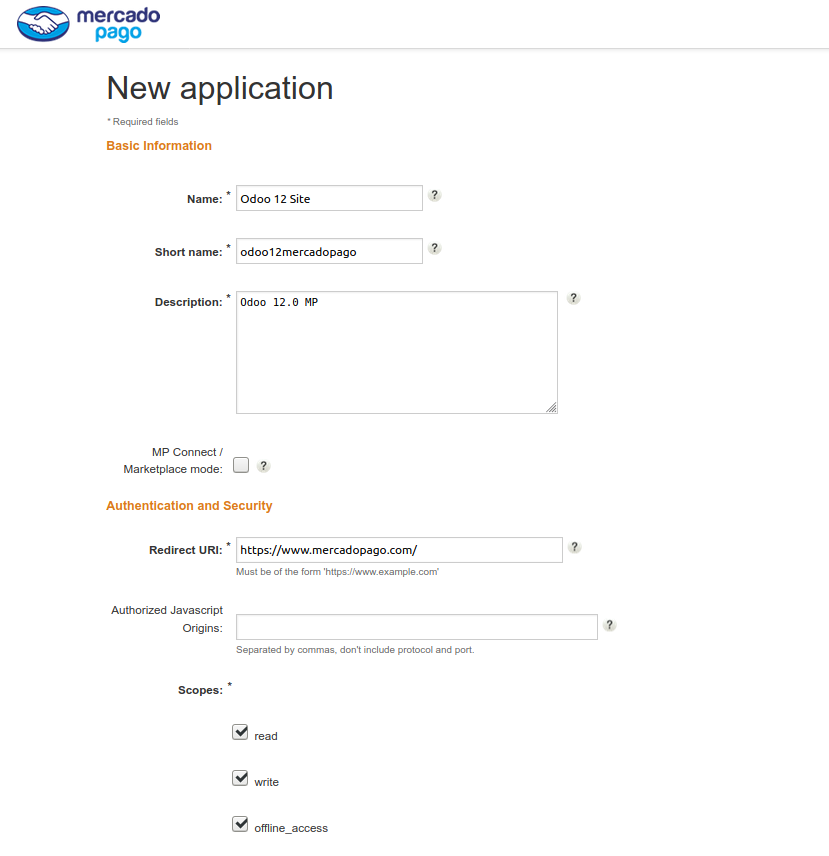 mercado
pago
New application
* Required fields
Basic Information
Name: * Odoo 12 Site ?
Short name: * odoo12mercadopago ?
Description: * Odoo 12.0 MP ?
MP Connect /
Marketplace mode: ?
Authentication and Security
Redirect URI: * https://www.mercadopago.com/ ?
Must be of the form 'https://www.example.com'
Authorized Javascript
Origins: ?
Separated by commas, don't include protocol and port.
Scopes: *
read
write
offline_access